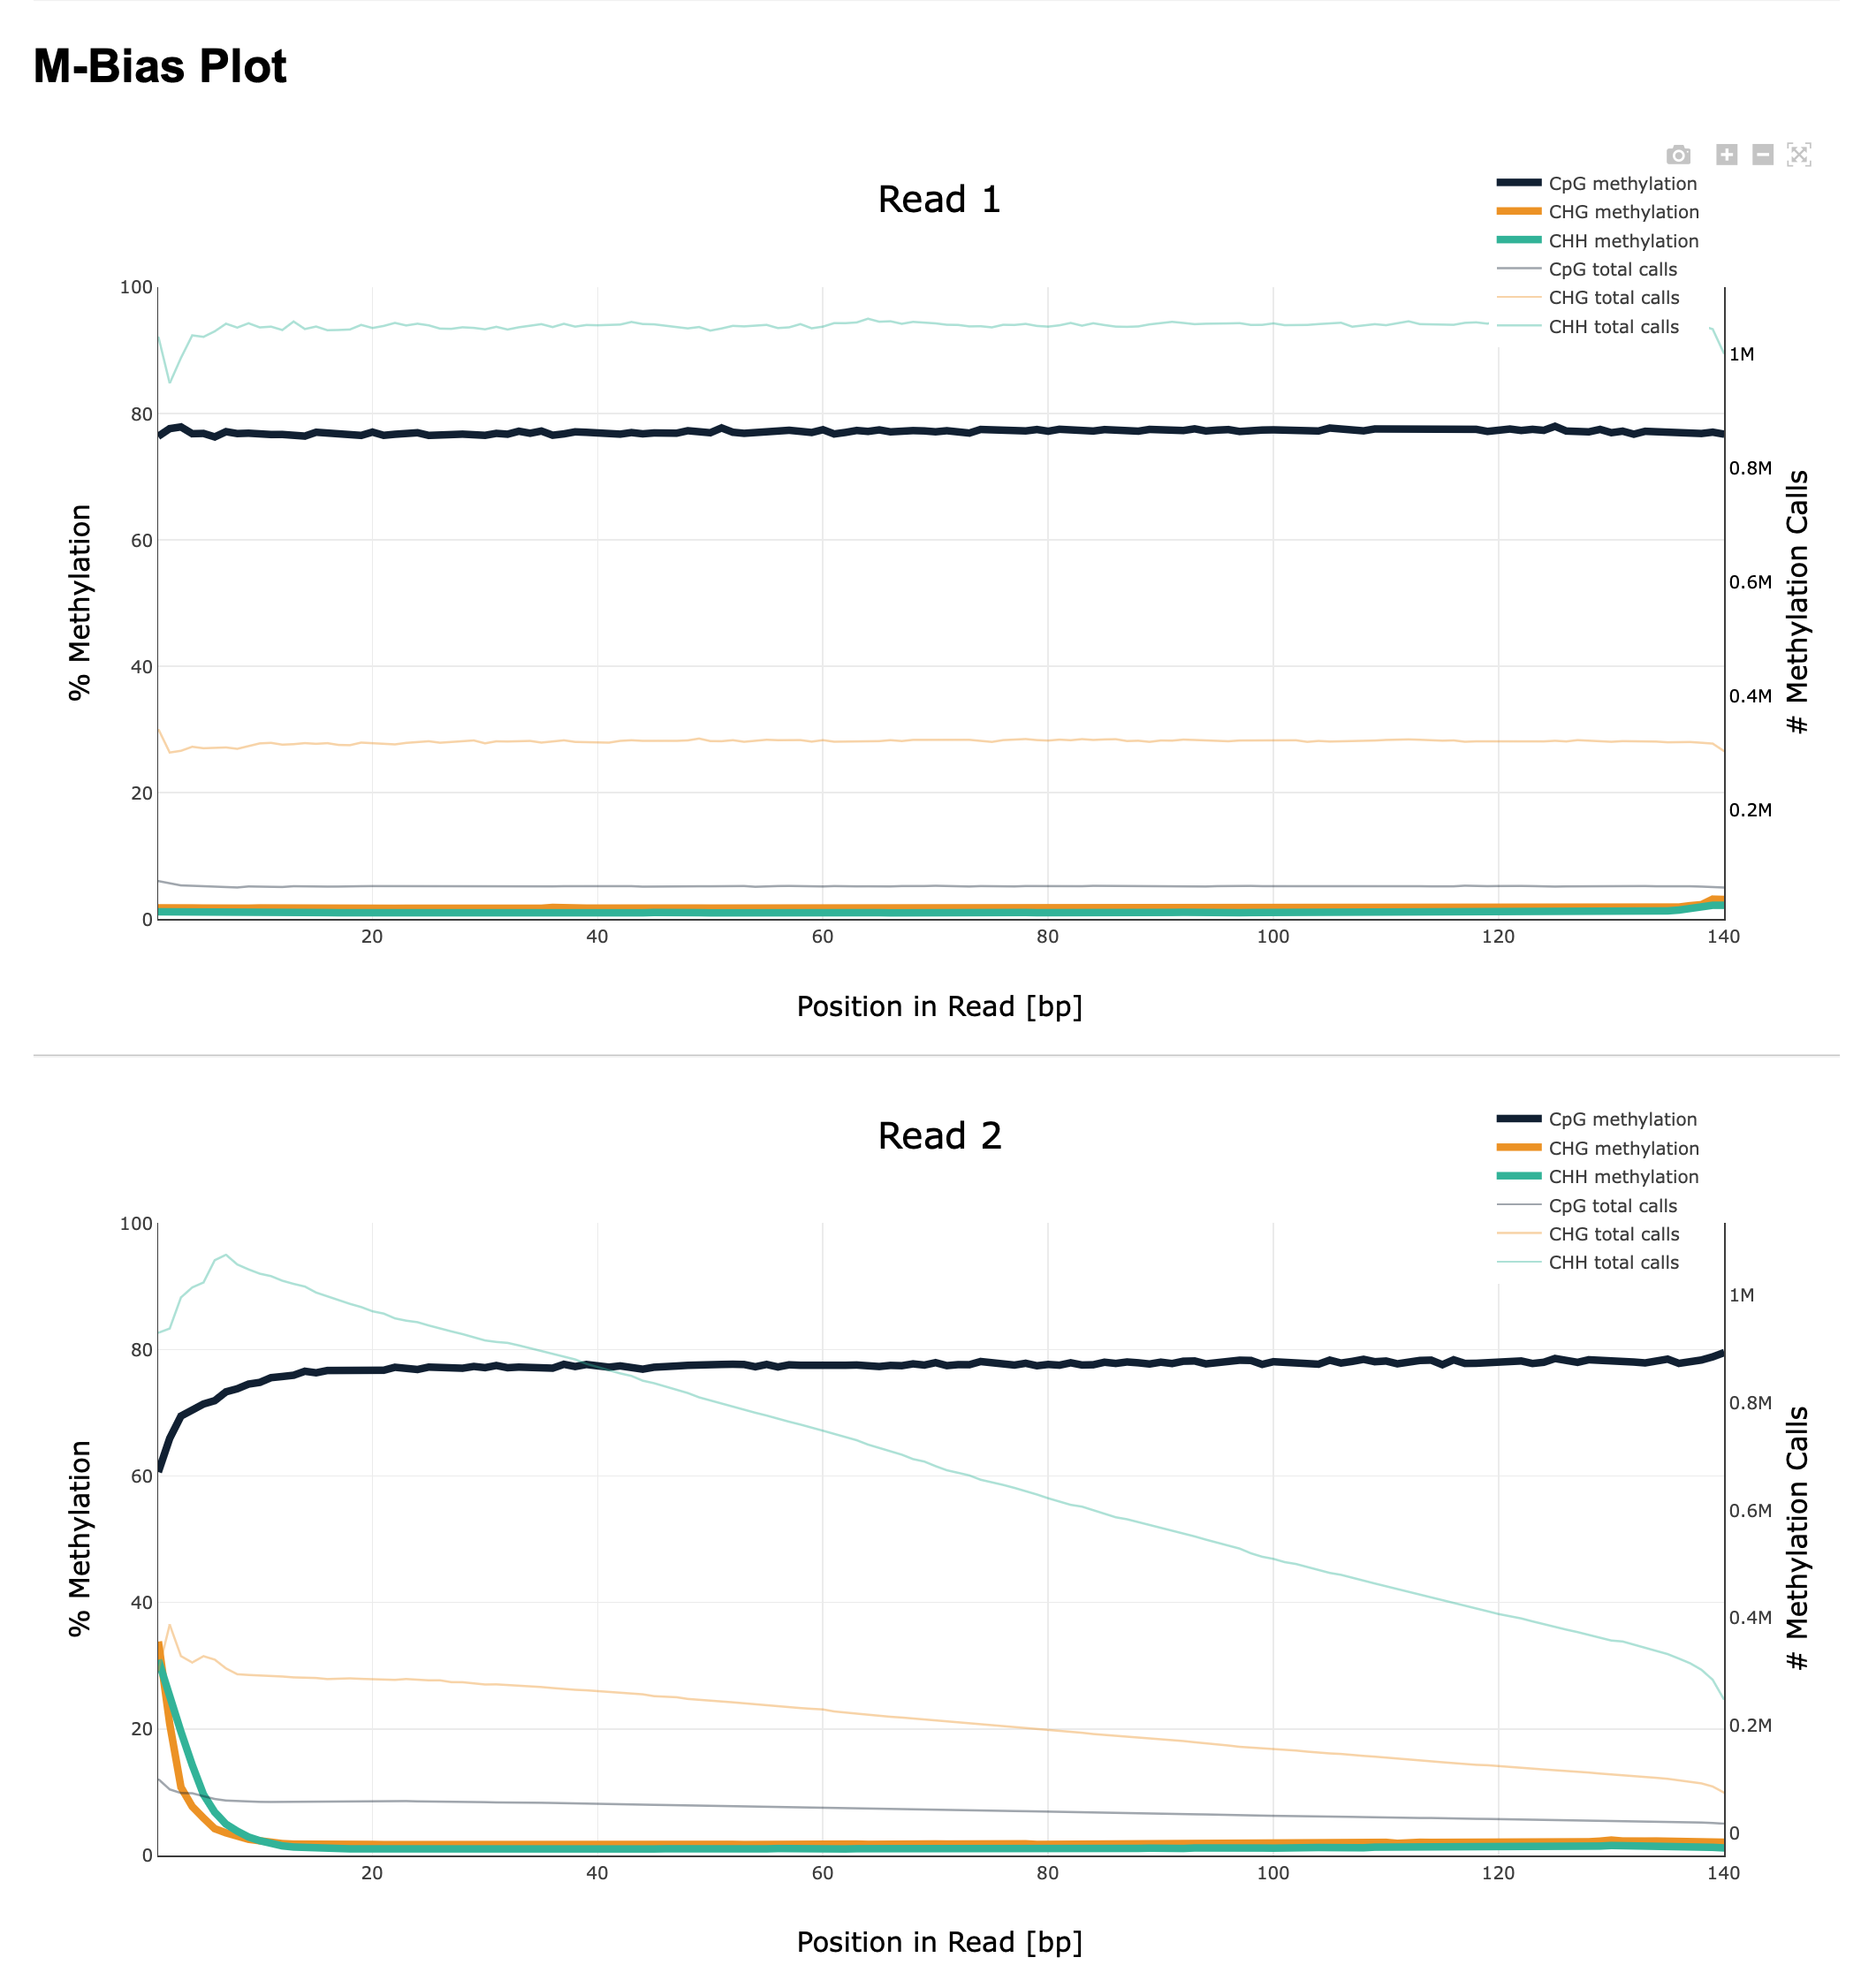 M-Bias Plot
Read 1
CpG methylation
CHG methylation
CHH methylation
CpG total calls
CHG total calls
CHH total calls
100
80
60
40
20
0
% Methylation
1M
0.8M
0.6M
0.4M
0.2M
# Methylation Calls
20 40 60 80 100 120 140
Position in Read [bp]
Read 2
CpG methylation
CHG methylation
CHH methylation
CpG total calls
CHG total calls
CHH total calls
100
80
60
40
20
0
% Methylation
1M
0.8M
0.6M
0.4M
0.2M
0
# Methylation Calls
20 40 60 80 100 120 140
Position in Read [bp]